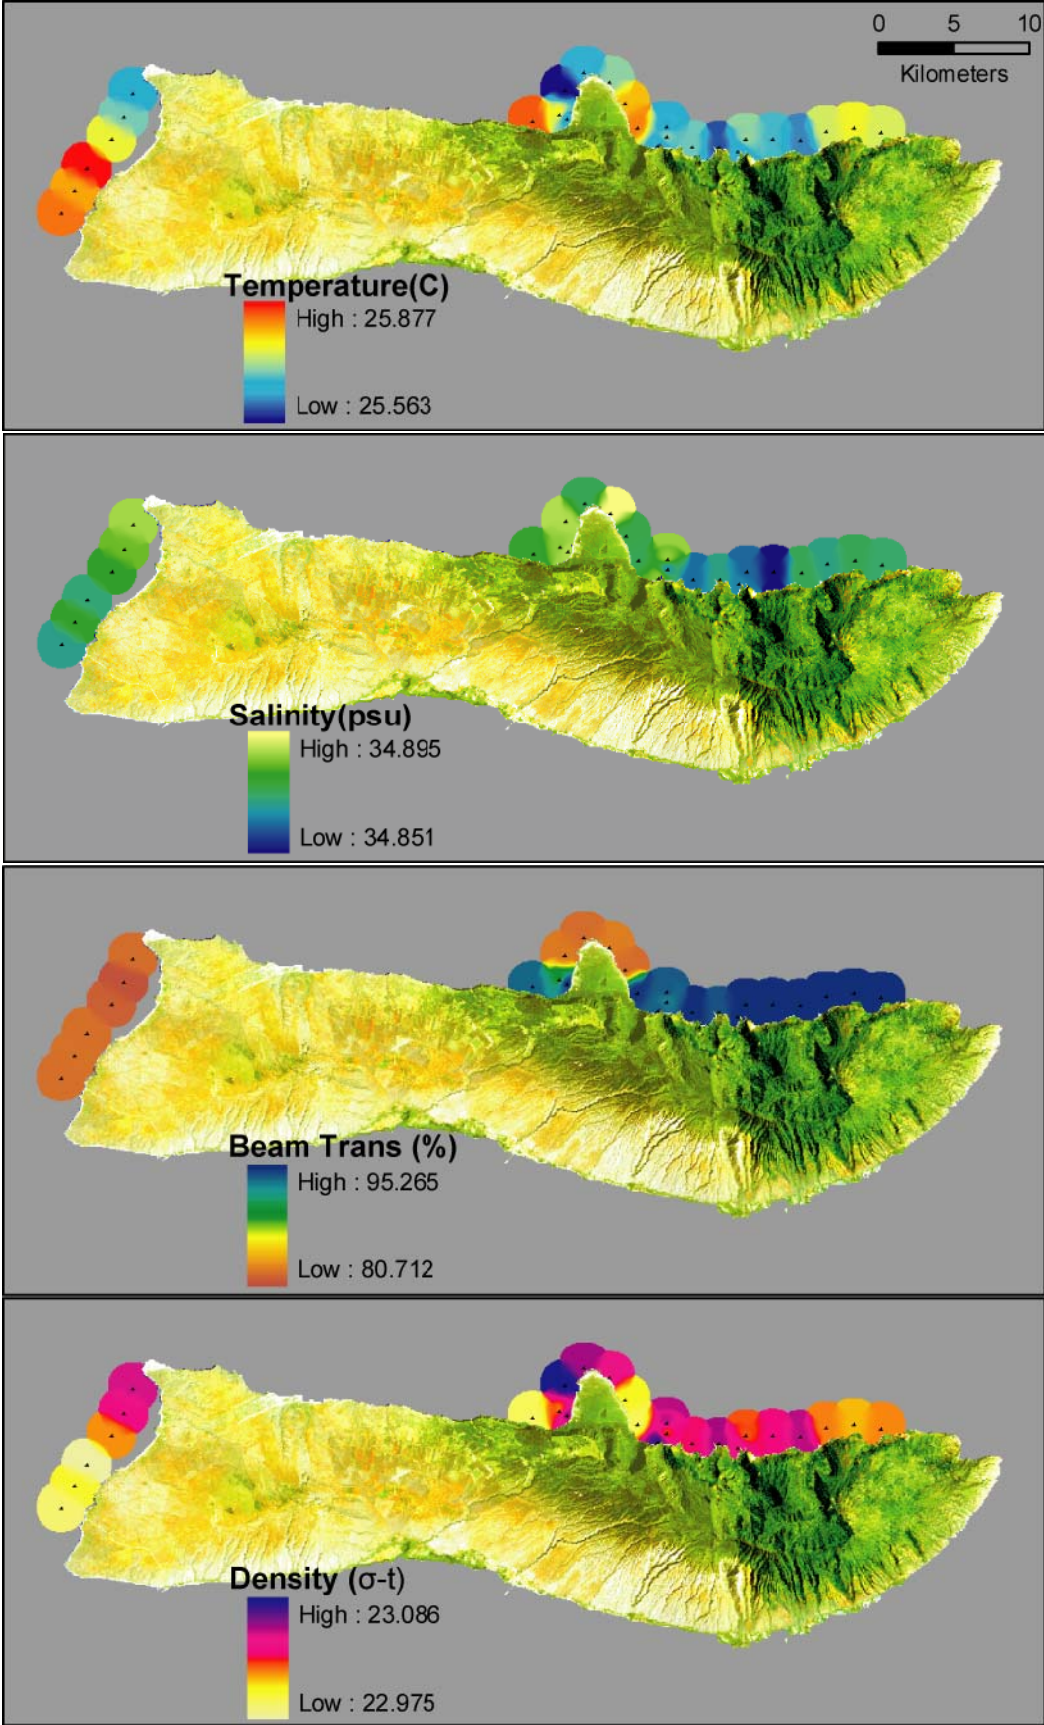 0 5 10
Kilometers
Temperature(C)
High : 25.877
Low : 25.563
Salinity(psu)
High : 34.895
Low : 34.851
Beam Trans (%)
High : 95.265
Low : 80.712
Density (σ-t)
High : 23.086
Low : 22.975